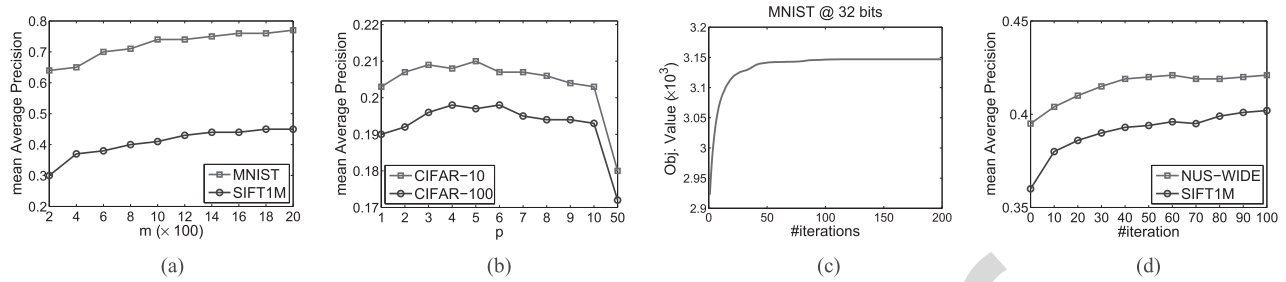 mean Average Precision
0.8
0.7
0.6
0.5
0.4
0.3
0.2
2 4 6 8 10 12 14 16 18 20
m (× 100)
MNIST
SIFT1M
(a)
mean Average Precision
0.21
0.2
0.19
0.18
0.17
1 2 3 4 5 6 7 8 9 10 50
p
CIFAR−10
CIFAR−100
(b)
MNIST @ 32 bits
Obj. Value (×10³)
3.2
3.15
3.1
3.05
3
2.95
2.9
0 50 100 150 200
#iterations
(c)
mean Average Precision
0.45
0.4
0.35
0 10 20 30 40 50 60 70 80 90 100
#iteration
NUS−WIDE
SIFT1M
(d)